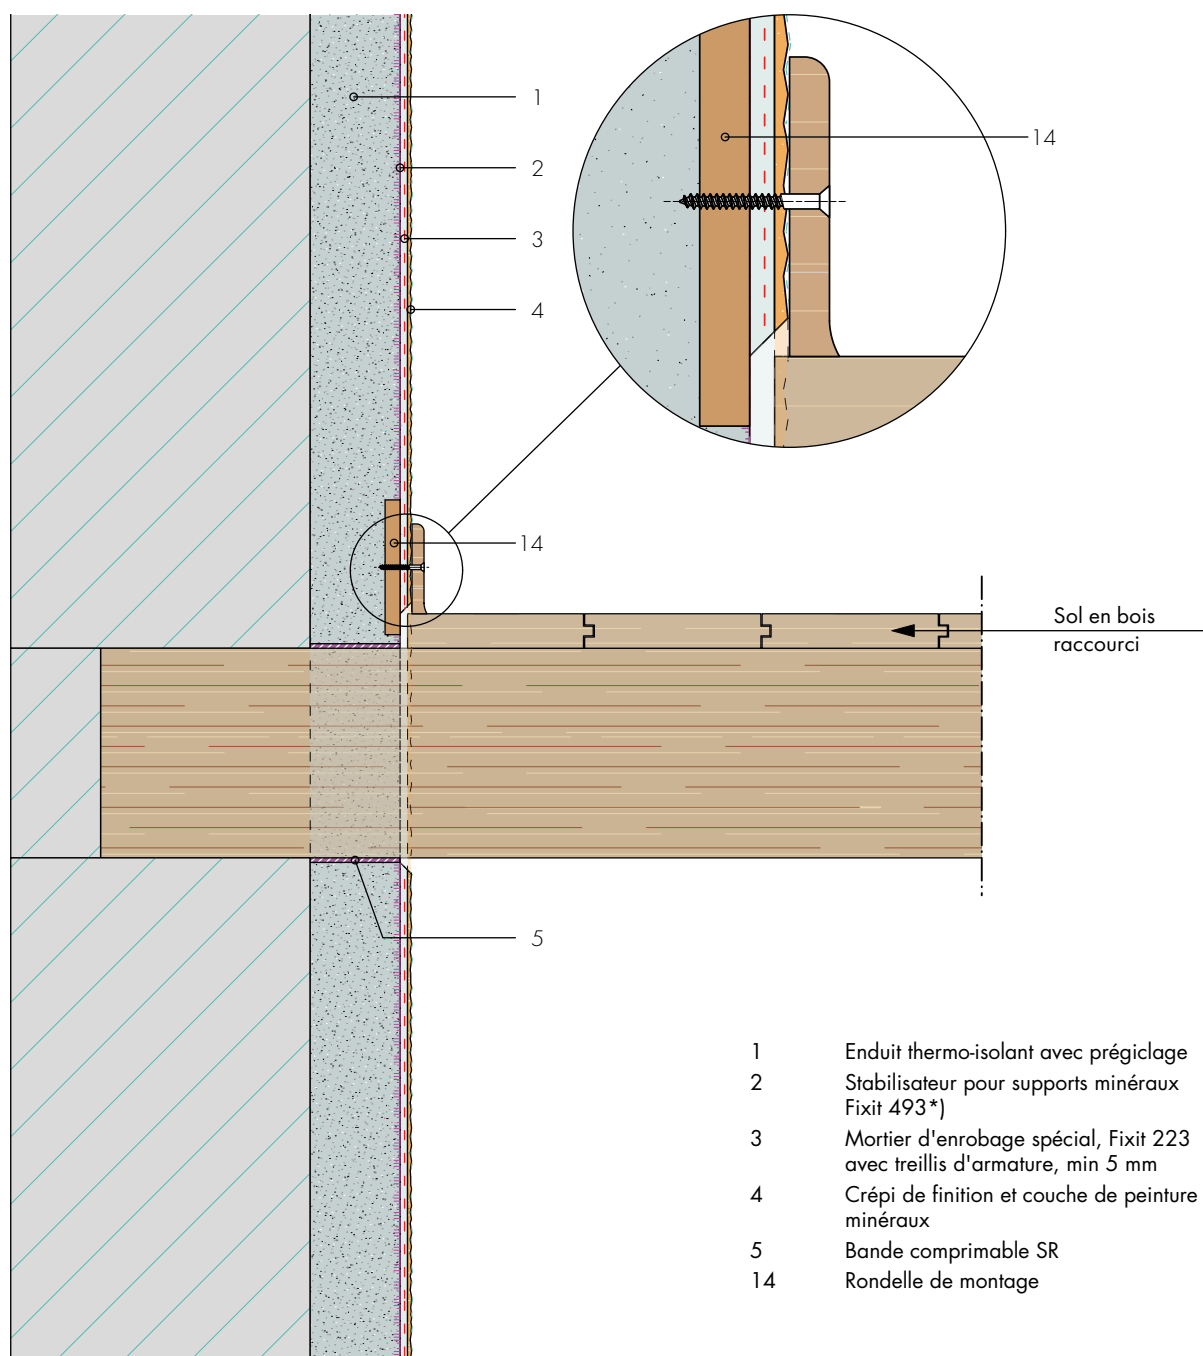 1
14
2
3
4
14
Sol en bois
raccourci
5
1 Enduit thermo-isolant avec prégiclage
2 Stabilisateur pour supports minéraux
Fixit 493*)
3 Mortier d'enrobage spécial, Fixit 223
avec treillis d'armature, min 5 mm
4 Crépi de finition et couche de peinture
minéraux
5 Bande comprimable SR
14 Rondelle de montage